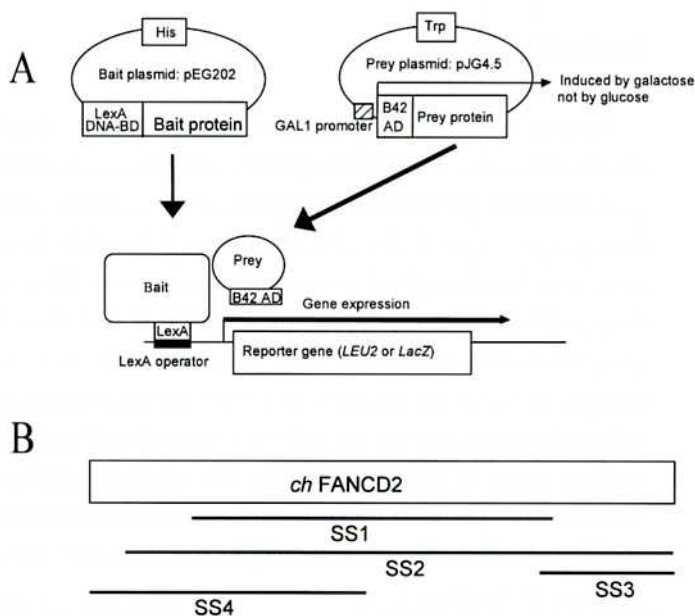 A
His
Bait plasmid: pEG202
LexA
DNA-BD
Bait protein
Trp
Prey plasmid: pJG4.5
Induced by galactose
not by glucose
GAL1 promoter
B42
AD
Prey protein
Bait
Prey
B42 AD
Gene expression
LexA
LexA operator
Reporter gene (LEU2 or LacZ)
B
ch FANCD2
SS1
SS2
SS3
SS4